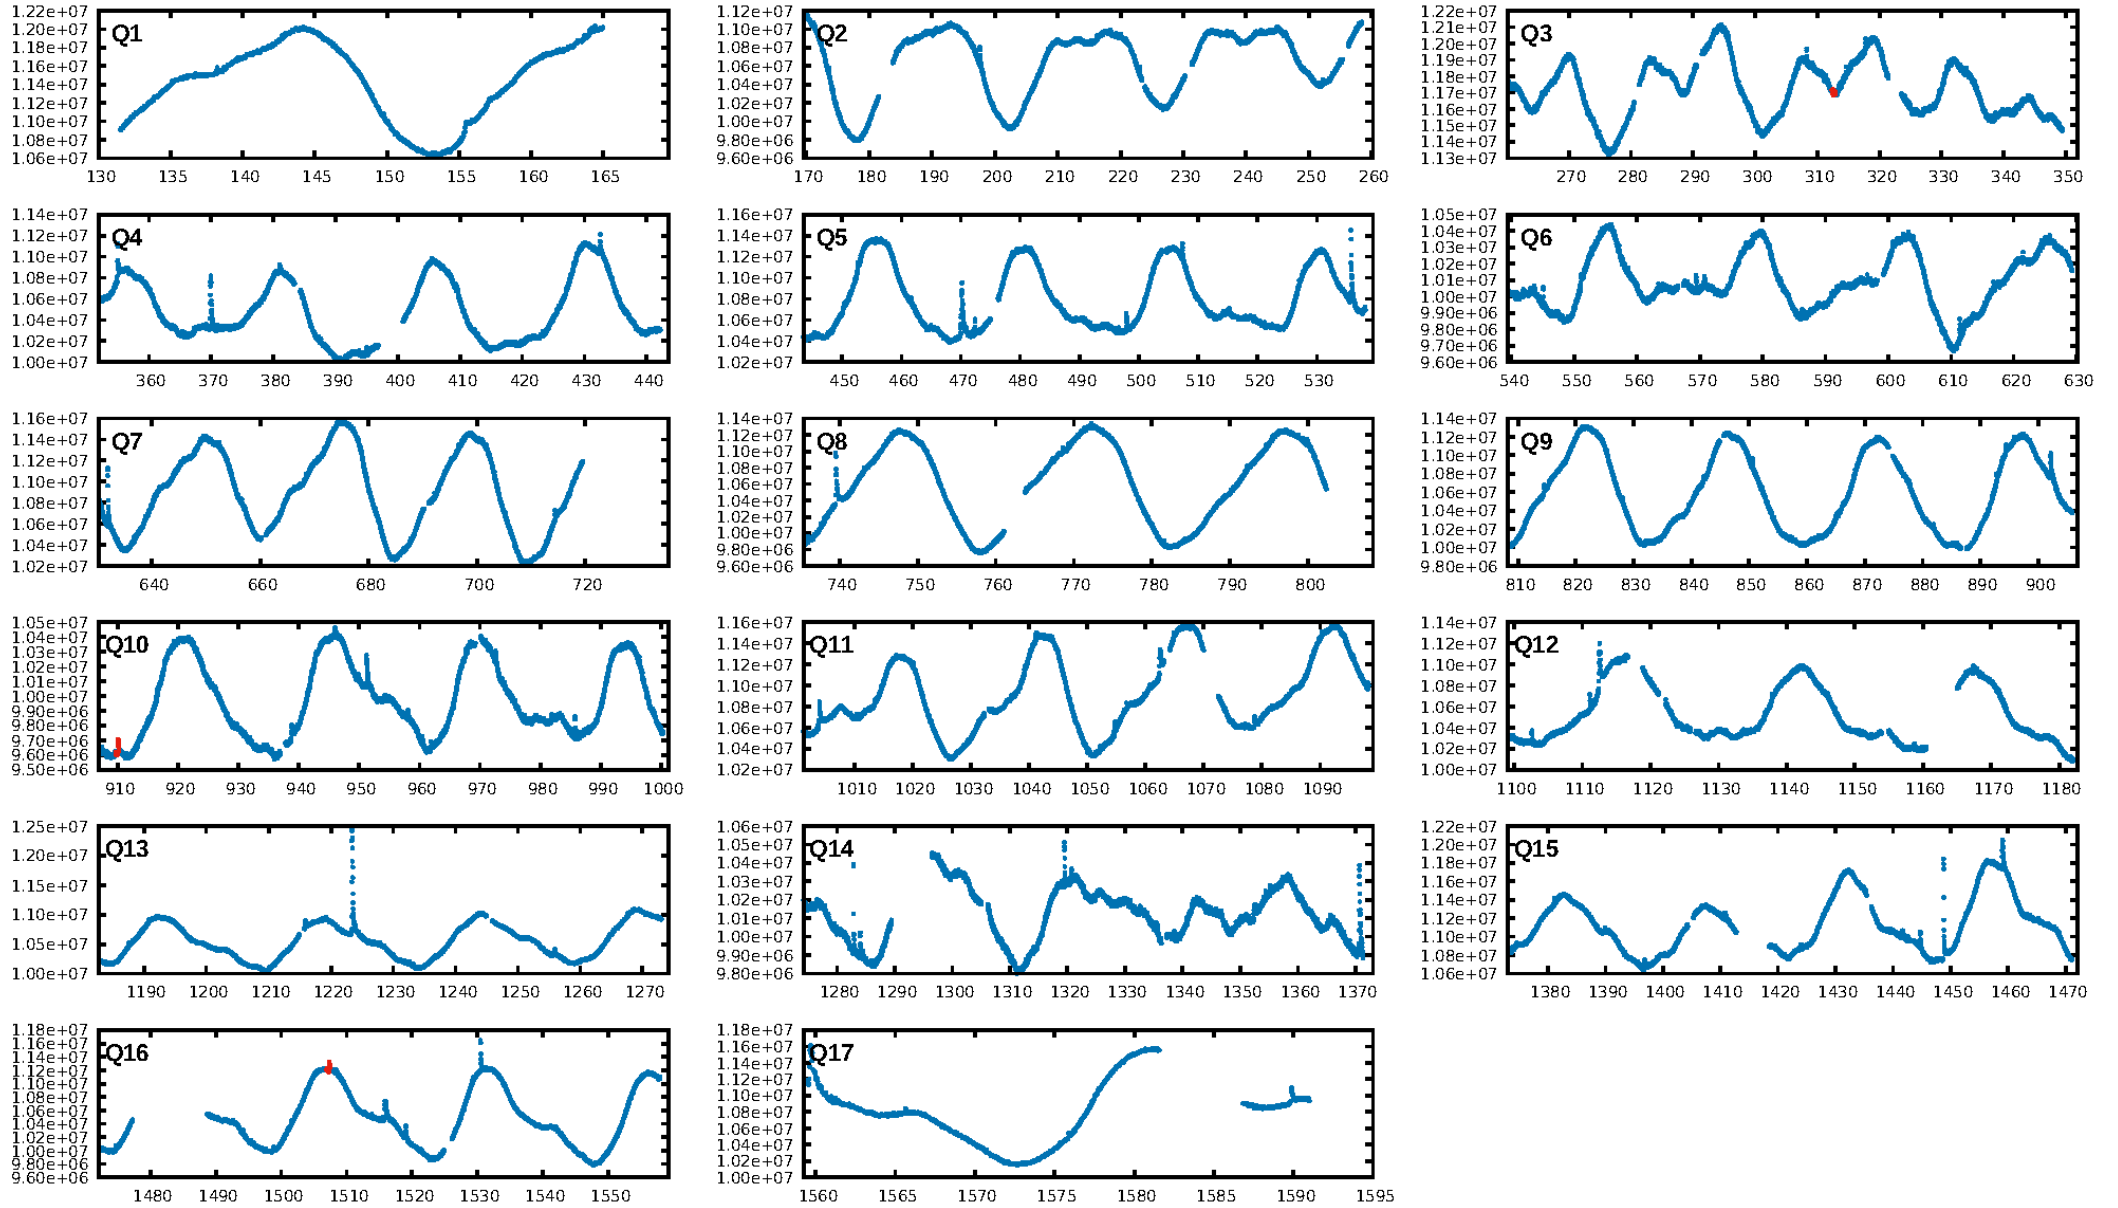 1.22e+07
1.20e+07
1.18e+07
1.16e+07
1.14e+07
1.12e+07
1.10e+07
1.08e+07
1.06e+07
Q1
130 135 140 145 150 155 160 165
1.12e+07
1.10e+07
1.08e+07
1.06e+07
1.04e+07
1.02e+07
1.00e+07
9.80e+06
9.60e+06
Q2
170 180 190 200 210 220 230 240 250 260
1.22e+07
1.21e+07
1.20e+07
1.19e+07
1.18e+07
1.17e+07
1.16e+07
1.15e+07
1.14e+07
1.13e+07
Q3
270 280 290 300 310 320 330 340 350
1.14e+07
1.12e+07
1.10e+07
1.08e+07
1.06e+07
1.04e+07
1.02e+07
1.00e+07
Q4
360 370 380 390 400 410 420 430 440
1.16e+07
1.14e+07
1.12e+07
1.10e+07
1.08e+07
1.06e+07
1.04e+07
1.02e+07
Q5
450 460 470 480 490 500 510 520 530
1.05e+07
1.04e+07
1.03e+07
1.02e+07
1.01e+07
1.00e+07
9.90e+06
9.80e+06
9.70e+06
9.60e+06
Q6
540 550 560 570 580 590 600 610 620 630
1.16e+07
1.14e+07
1.12e+07
1.10e+07
1.08e+07
1.06e+07
1.04e+07
1.02e+07
Q7
640 660 680 700 720
1.14e+07
1.12e+07
1.10e+07
1.08e+07
1.06e+07
1.04e+07
1.02e+07
1.00e+07
9.80e+06
9.60e+06
Q8
740 750 760 770 780 790 800
1.14e+07
1.12e+07
1.10e+07
1.08e+07
1.06e+07
1.04e+07
1.02e+07
1.00e+07
9.80e+06
Q9
810 820 830 840 850 860 870 880 890 900
1.05e+07
1.04e+07
1.03e+07
1.02e+07
1.01e+07
1.00e+07
9.90e+06
9.80e+06
9.70e+06
9.60e+06
9.50e+06
Q10
910 920 930 940 950 960 970 980 990 1000
1.16e+07
1.14e+07
1.12e+07
1.10e+07
1.08e+07
1.06e+07
1.04e+07
1.02e+07
Q11
1010 1020 1030 1040 1050 1060 1070 1080 1090
1.14e+07
1.12e+07
1.10e+07
1.08e+07
1.06e+07
1.04e+07
1.02e+07
1.00e+07
Q12
1100 1110 1120 1130 1140 1150 1160 1170 1180
1.25e+07
1.20e+07
1.15e+07
1.10e+07
1.05e+07
1.00e+07
Q13
1190 1200 1210 1220 1230 1240 1250 1260 1270
1.06e+07
1.05e+07
1.04e+07
1.03e+07
1.02e+07
1.01e+07
1.00e+07
9.90e+06
9.80e+06
Q14
1280 1290 1300 1310 1320 1330 1340 1350 1360 1370
1.22e+07
1.20e+07
1.18e+07
1.16e+07
1.14e+07
1.12e+07
1.10e+07
1.08e+07
1.06e+07
Q15
1380 1390 1400 1410 1420 1430 1440 1450 1460 1470
1.18e+07
1.16e+07
1.14e+07
1.12e+07
1.10e+07
1.08e+07
1.06e+07
1.04e+07
1.02e+07
1.00e+07
9.80e+06
9.60e+06
Q16
1480 1490 1500 1510 1520 1530 1540 1550
1.18e+07
1.16e+07
1.14e+07
1.12e+07
1.10e+07
1.08e+07
1.06e+07
1.04e+07
1.02e+07
1.00e+07
Q17
1560 1565 1570 1575 1580 1585 1590 1595